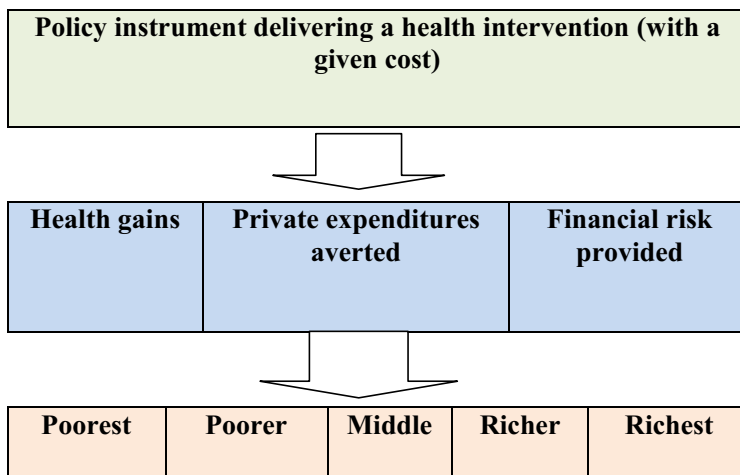 Policy instrument delivering a health intervention (with a
given cost)
Health gains
Private expenditures
averted
Financial risk
provided
Poorest
Poorer
Middle
Richer
Richest